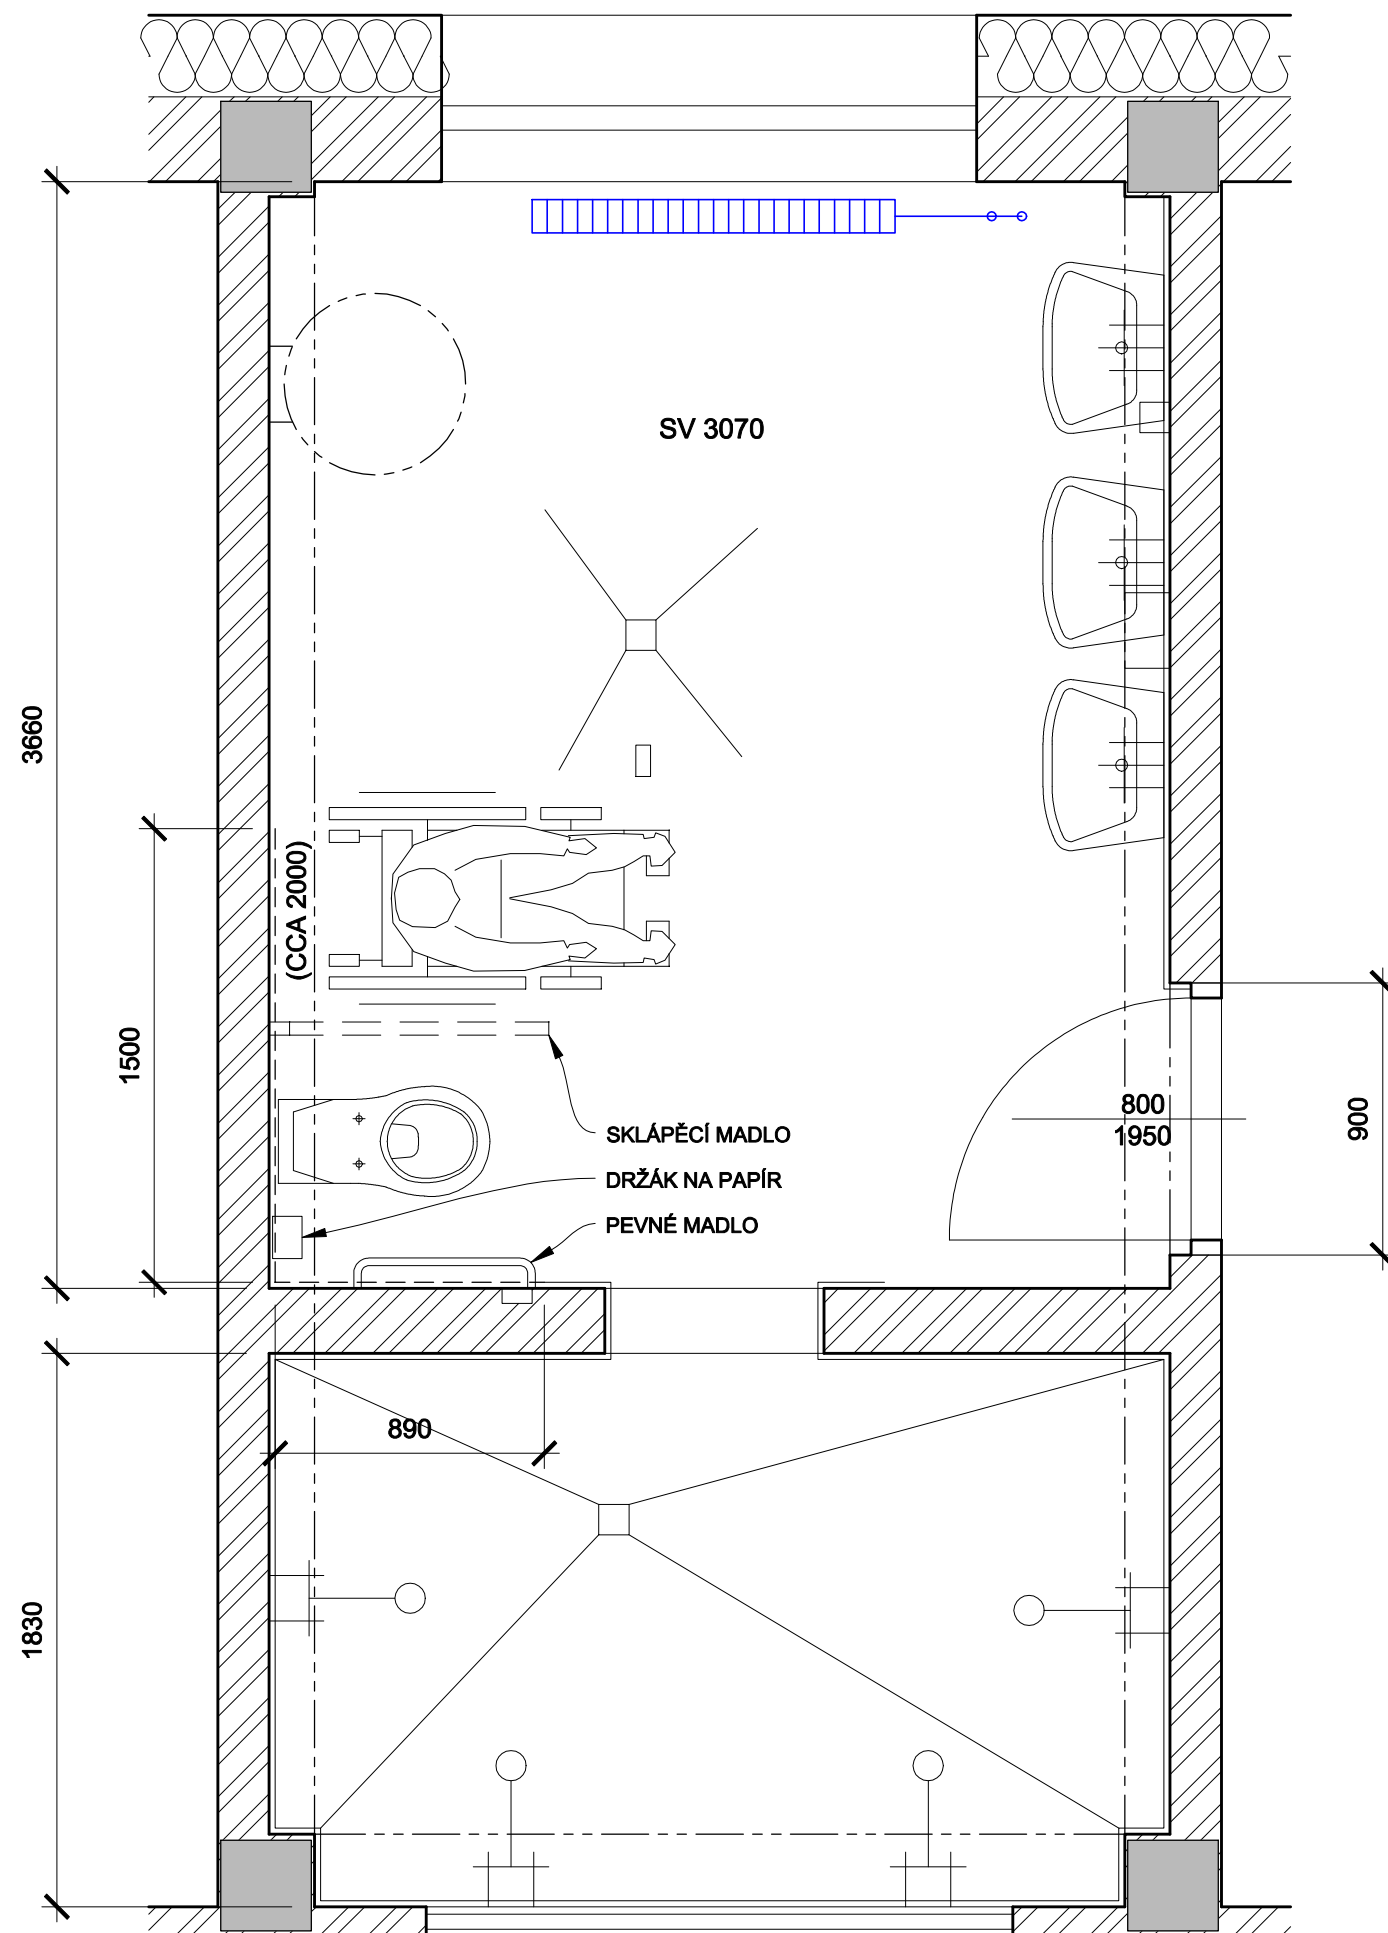 SV 3070
3660
(CCA 2000)
1500
800
1950
900
SKLÁPĚCÍ MADLO
DRŽÁK NA PAPÍR
PEVNÉ MADLO
890
1830